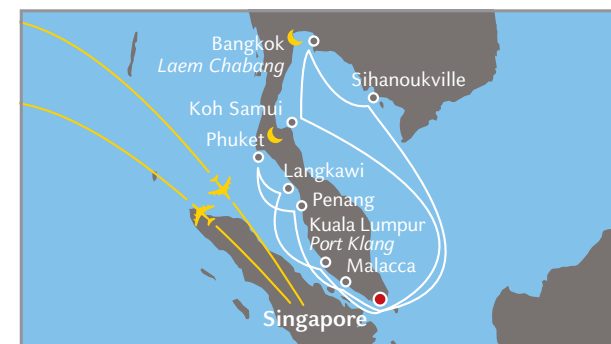 Bangkok
Laem Chabang
Sihanoukville
Koh Samui
Phuket
Langkawi
Penang
Kuala Lumpur
Port Klang
Malacca
Singapore